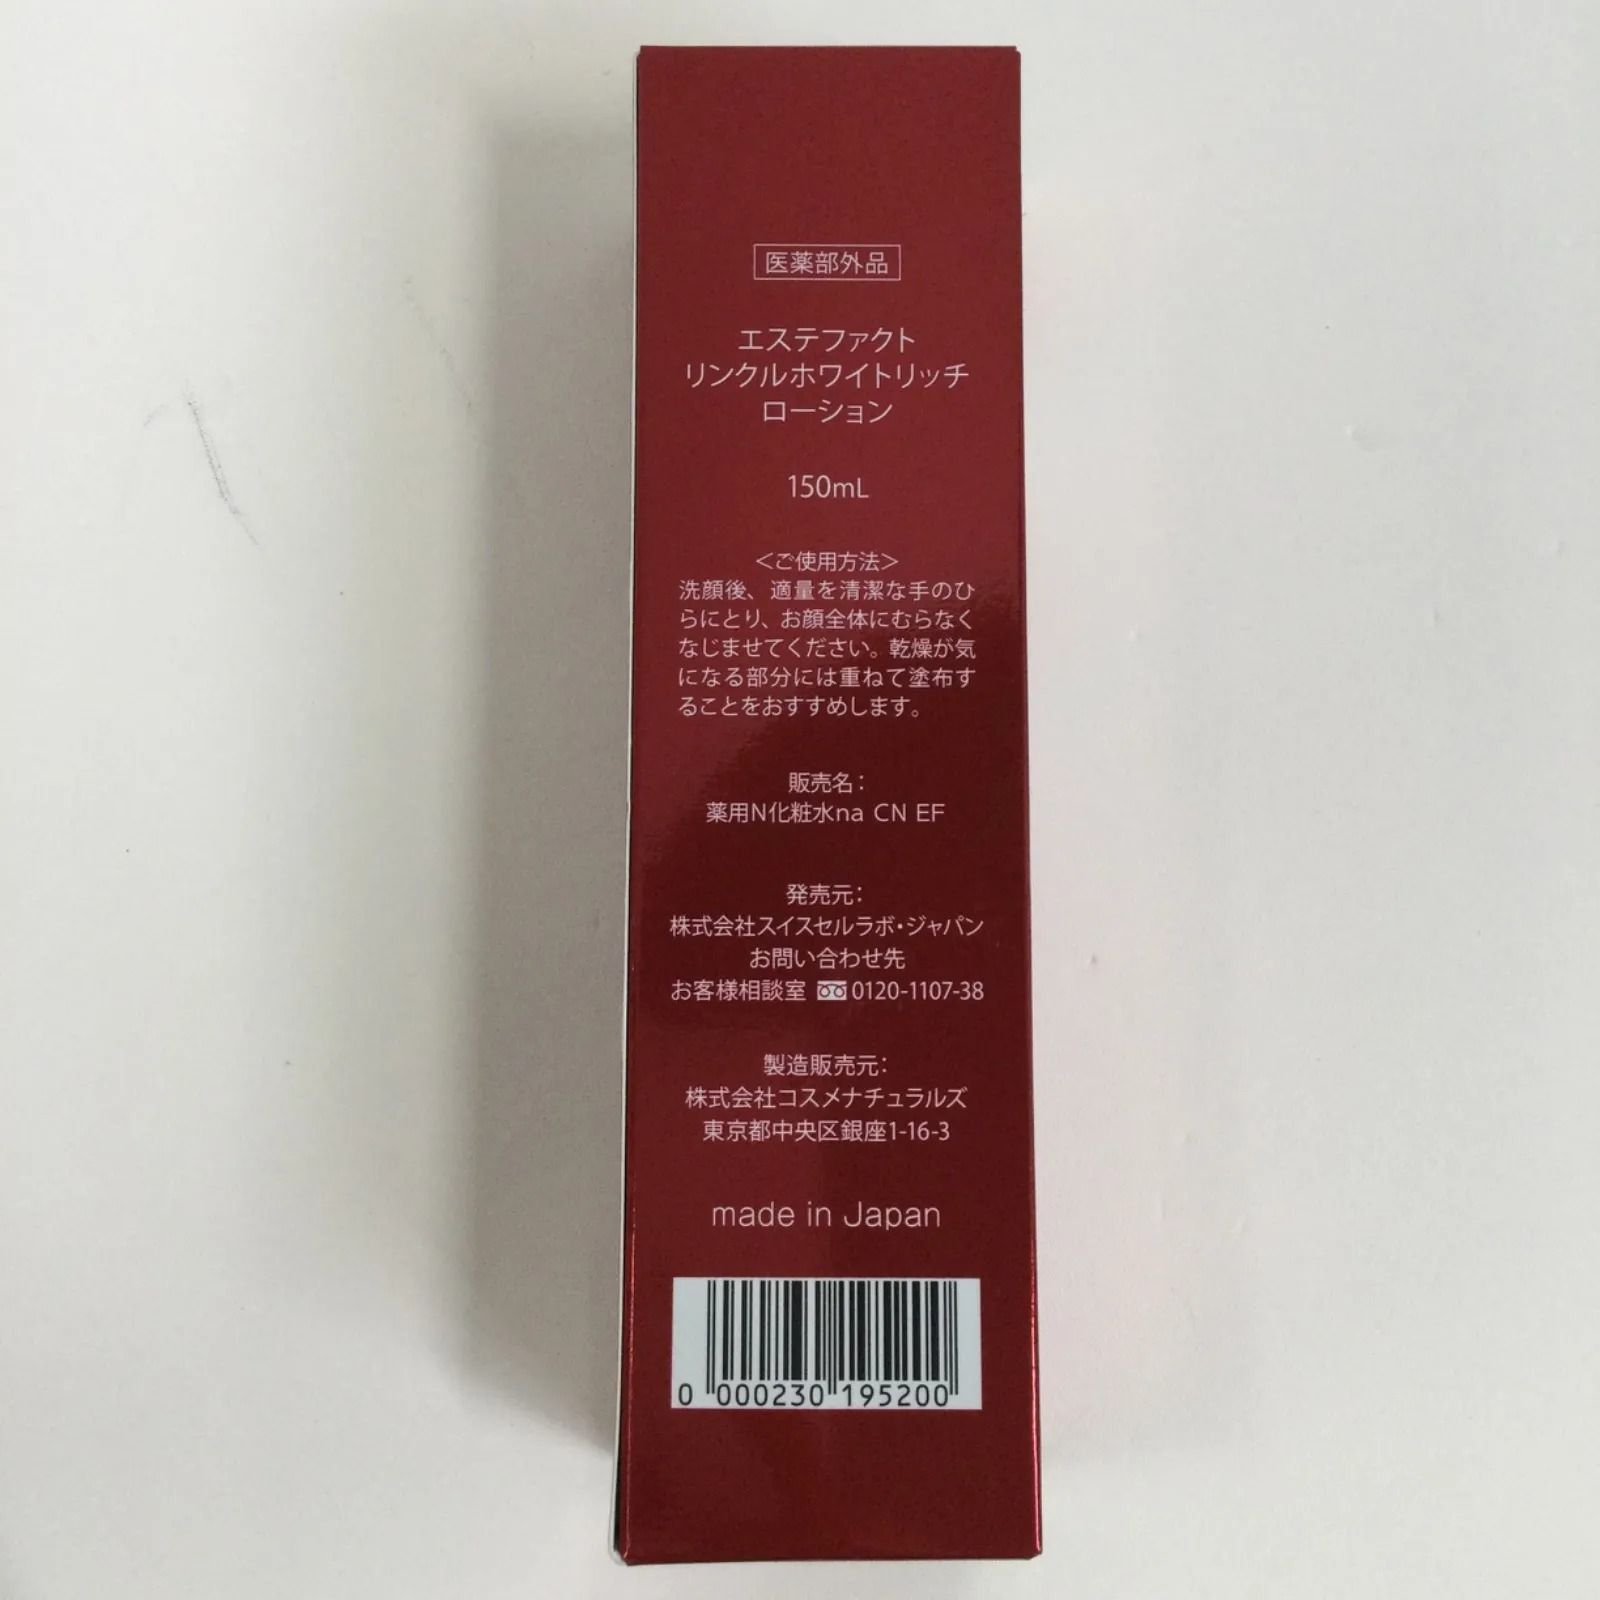 医薬部外品
エステファクト
リンクルホワイトリッチ
ローション
150mL
＜ご使用方法＞
洗顔後、適量を清潔な手のひ
らにとり、お顔全体にむらなく
なじませてください。乾燥が気
になる部分には重ねて塗布す
ることをおすすめします。
販売名：
薬用N化粧水na CN EF
発売元：
株式会社スイスセルラボ・ジャパン
お問い合わせ先
お客様相談室 0120-1107-38
製造販売元：
株式会社コスメナチュラルズ
東京都中央区銀座1-16-3
made in Japan
0 000230 195200